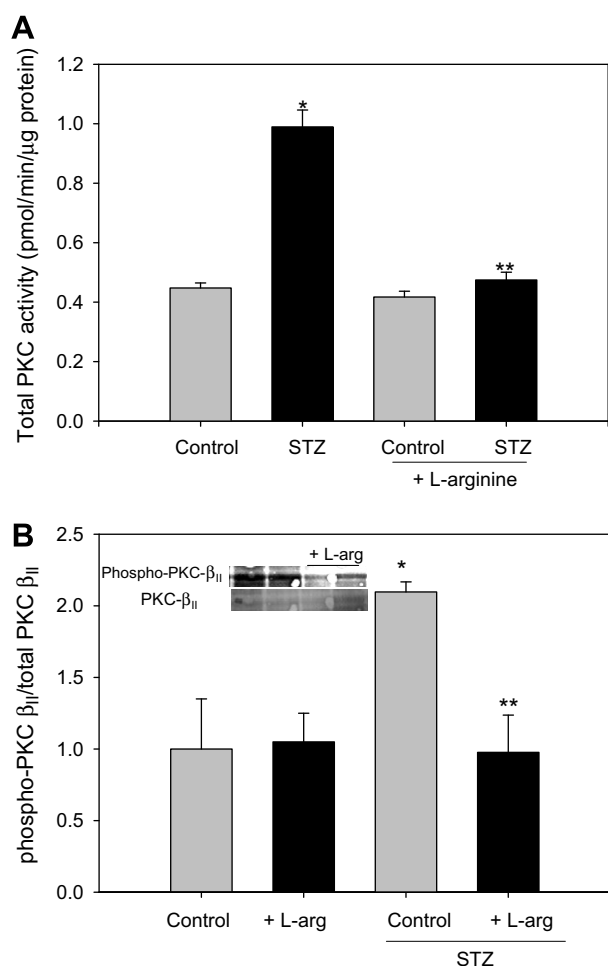 A
Total PKC activity (pmol/min/µg protein)
1.2
1.0
0.8
0.6
0.4
0.2
0.0
*
**
Control STZ Control STZ
+ L-arginine
B
phospho-PKC βII/total PKC βII
2.5
2.0
1.5
1.0
0.5
0.0
+ L-arg
Phospho-PKC-βII
PKC-βII
*
**
Control + L-arg Control + L-arg
STZ